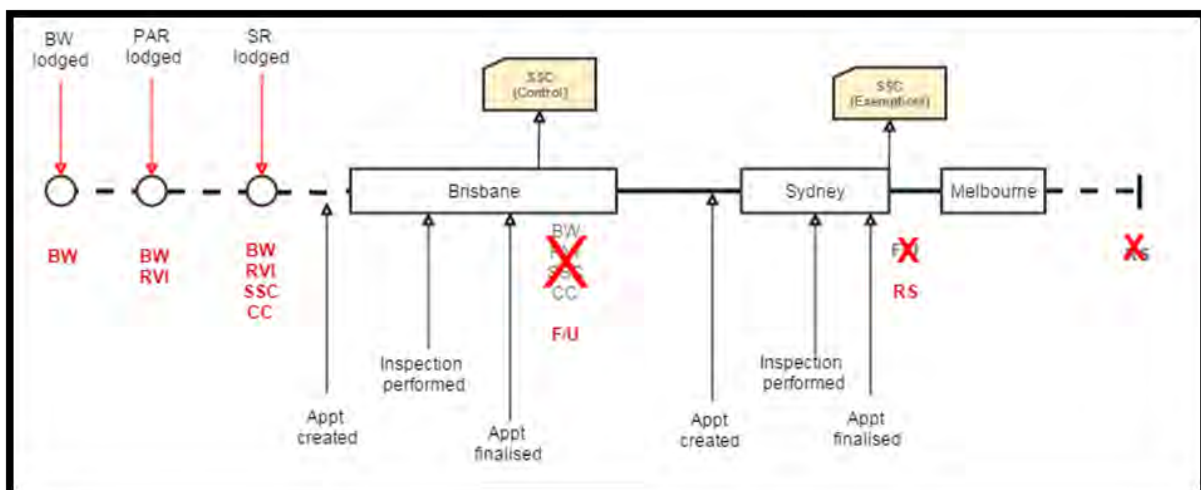 BW
lodged
PAR
lodged
SR
lodged
SSC
(Control)
SSC
(Exemption)
Brisbane
Sydney
Melbourne
BW
BW
RVI
BW
RVI
SSC
CC
BW
SSC
CC
F/U
RS
Inspection
performed
Inspection
performed
Appt
created
Appt
finalised
Appt
created
Appt
finalised